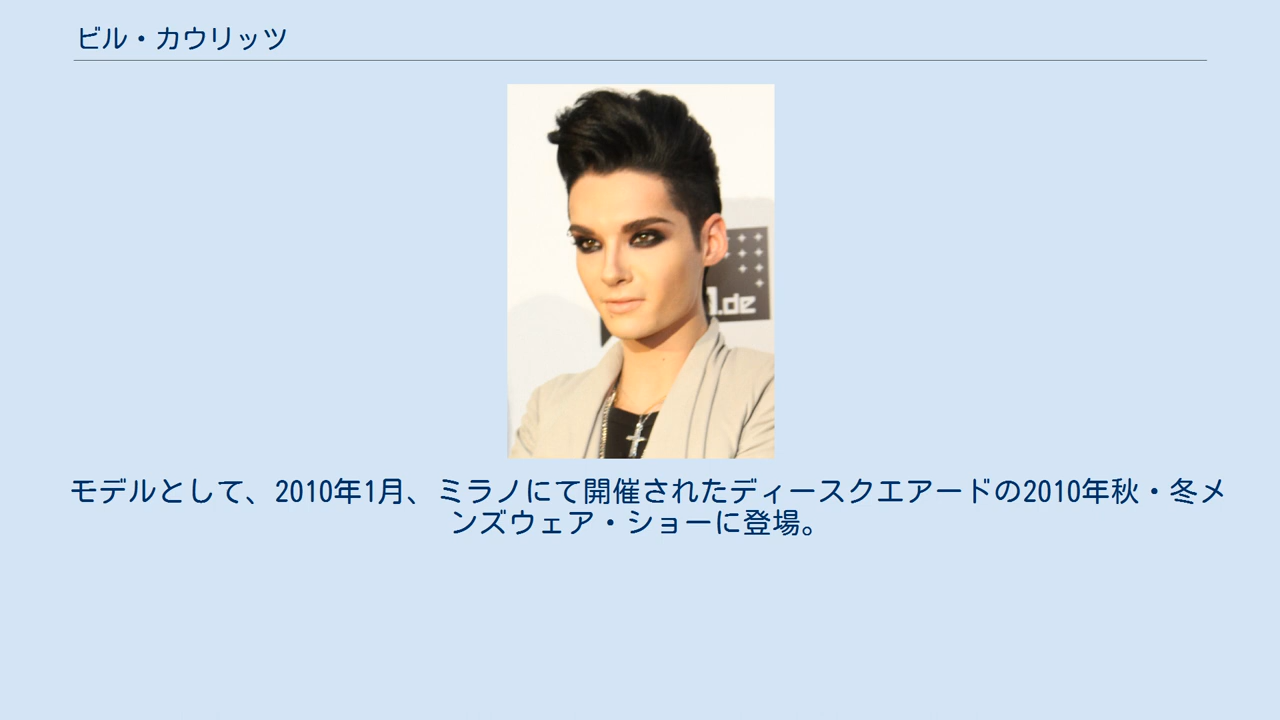 ビル・カウリッツ
1.de
モデルとして、2010年1月、ミラノにて開催されたディースクエアードの2010年秋・冬メ
ンズウェア・ショーに登場。